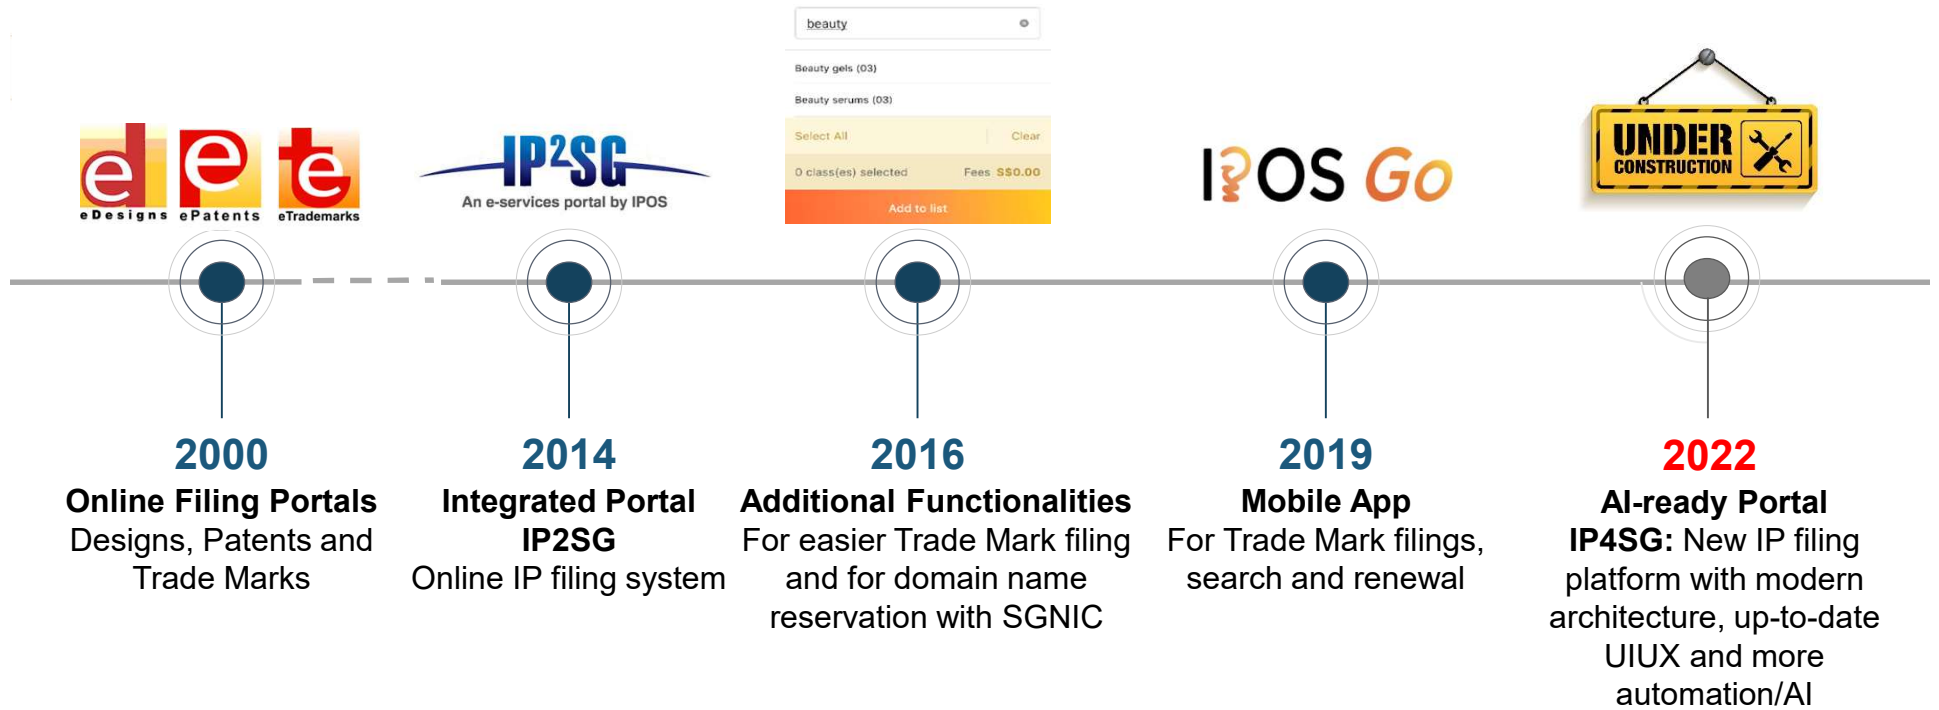 beauty
Beauty gels (03)
Beauty serums (03)
Select All
Clear
0 class(es) selected
Fees S$0.00
Add to list
e
e
te
eDesigns
ePatents
eTrademarks
IP2SG
An e-services portal by IPOS
IPOS Go
UNDER
CONSTRUCTION
2000
Online Filing Portals
Designs, Patents and
Trade Marks
2014
Integrated Portal
IP2SG
Online IP filing system
2016
Additional Functionalities
For easier Trade Mark filing
and for domain name
reservation with SGNIC
2019
Mobile App
For Trade Mark filings,
search and renewal
2022
AI-ready Portal
IP4SG: New IP filing
platform with modern
architecture, up-to-date
UIUX and more
automation/AI